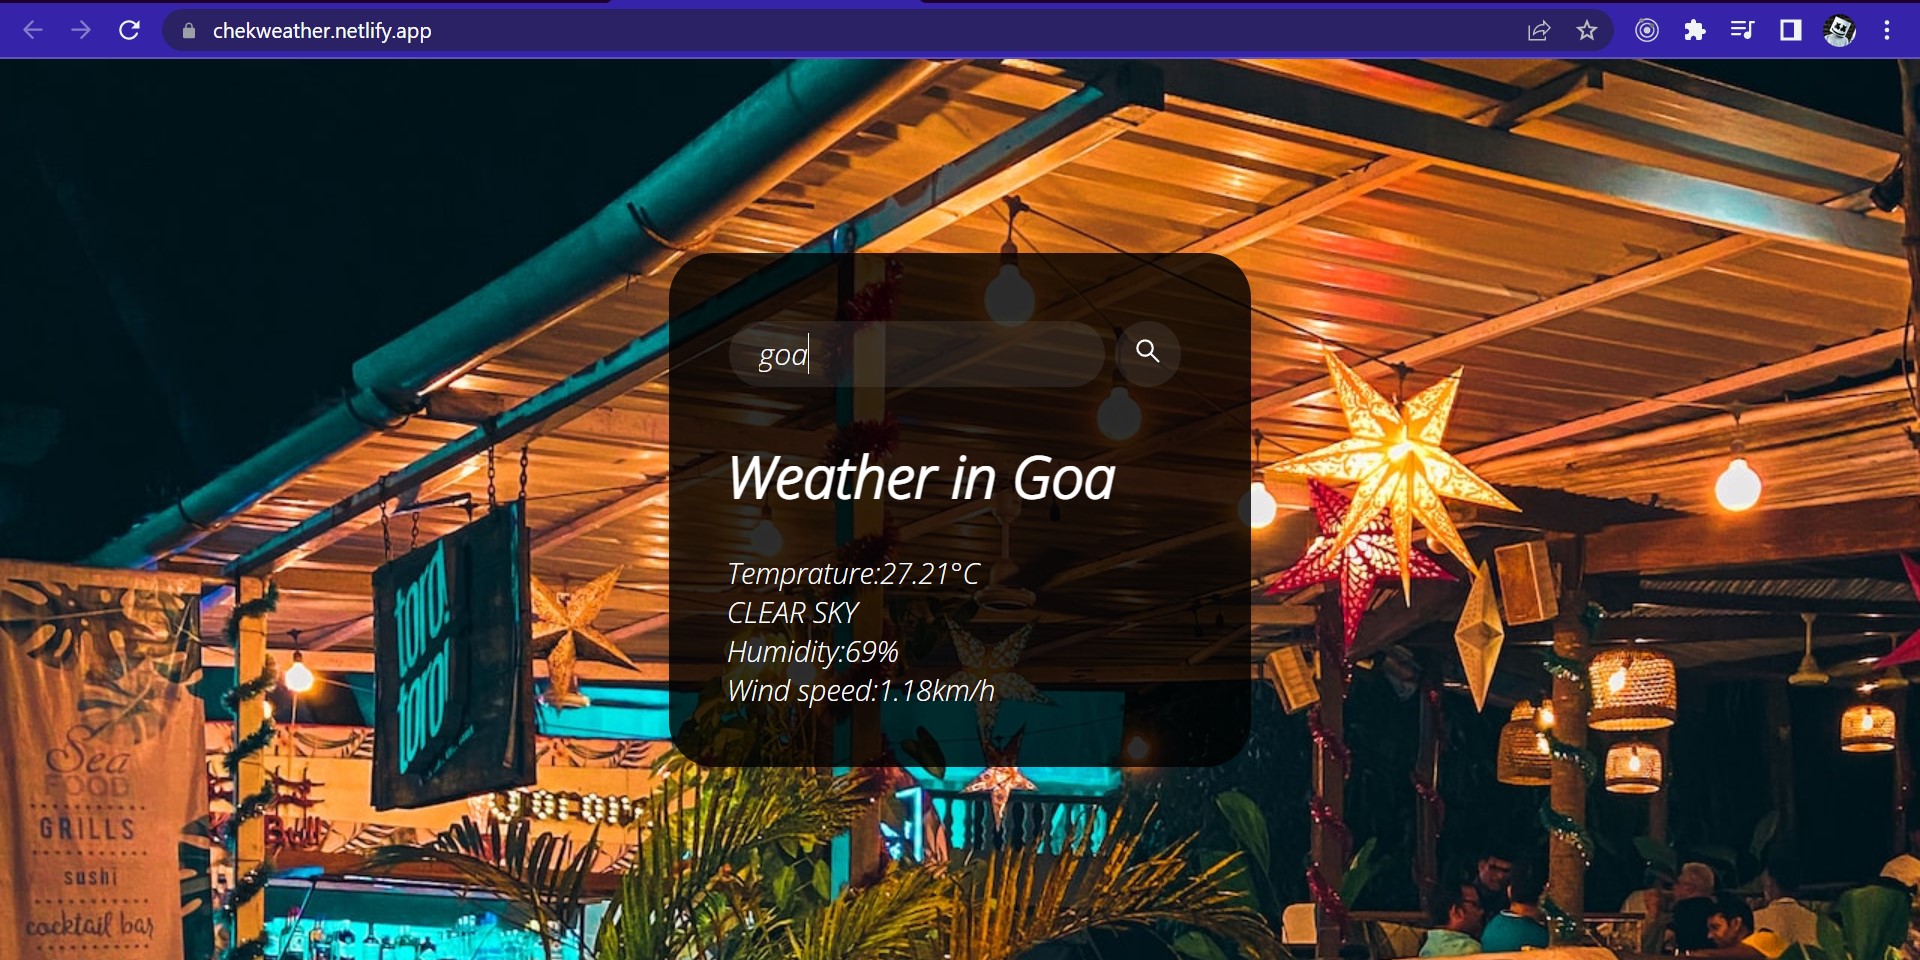 chekweather.netlify.app
goa
Weather in Goa
Temprature:27.21°C
CLEAR SKY
Humidity:69%
Wind speed:1.18km/h
toro!
toro!
Sea
FOOD
GRILLS
sushi
cocktail bar
Bull